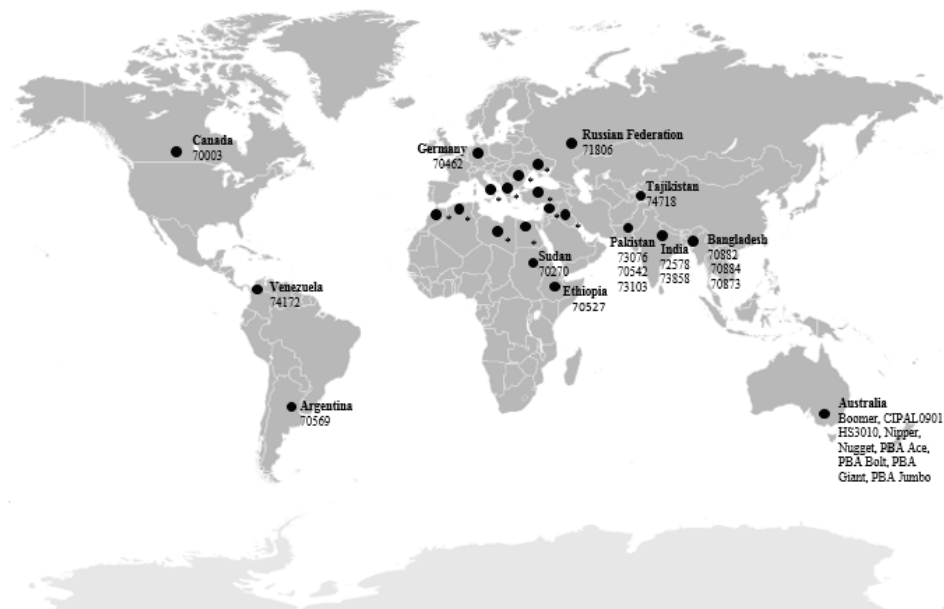 Canada
70003
Russian Federation
71806
Germany
70462
Tajikistan
74718
Pakistan
73076
70542
73103
India
72578
73858
Bangladesh
70882
70884
70873
Sudan
70270
Ethiopia
70527
Venezuela
74172
Argentina
70569
Australia
Boomer, CIPAL0901
HS3010, Nipper,
Nugget, PBA Ace,
PBA Bolt, PBA
Giant, PBA Jumbo